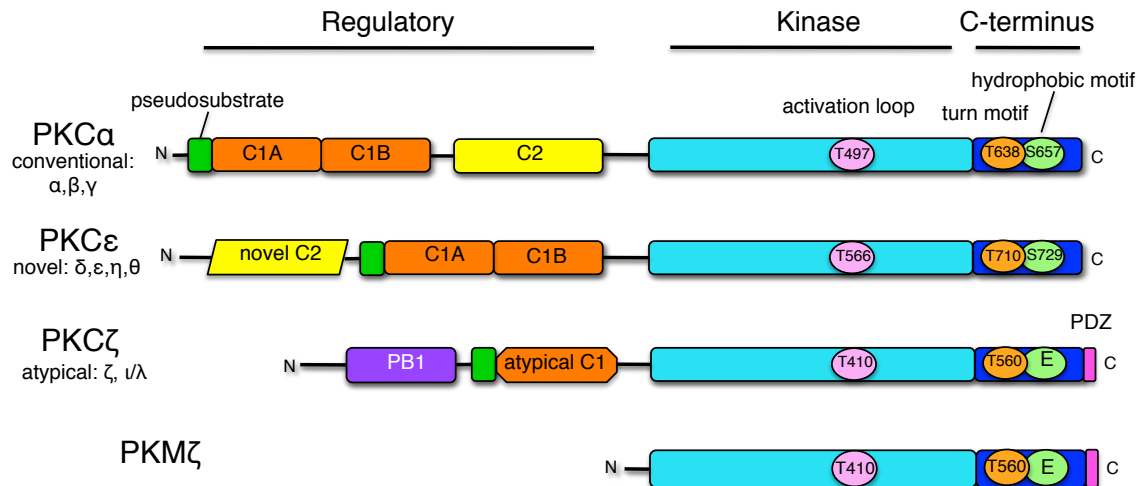 Regulatory Kinase C-terminus
hydrophobic motif
pseudosubstrate activation loop turn motif
PKCα
conventional:
α,β,γ
N C1A C1B C2 T497 T638 S657 C
PKCε
novel: δ,ε,η,θ
N novel C2 C1A C1B T566 T710 S729 C
PDZ
PKCζ
atypical: ζ, ι/λ
N PB1 atypical C1 T410 T560 E C
PKMζ
N T410 T560 E C